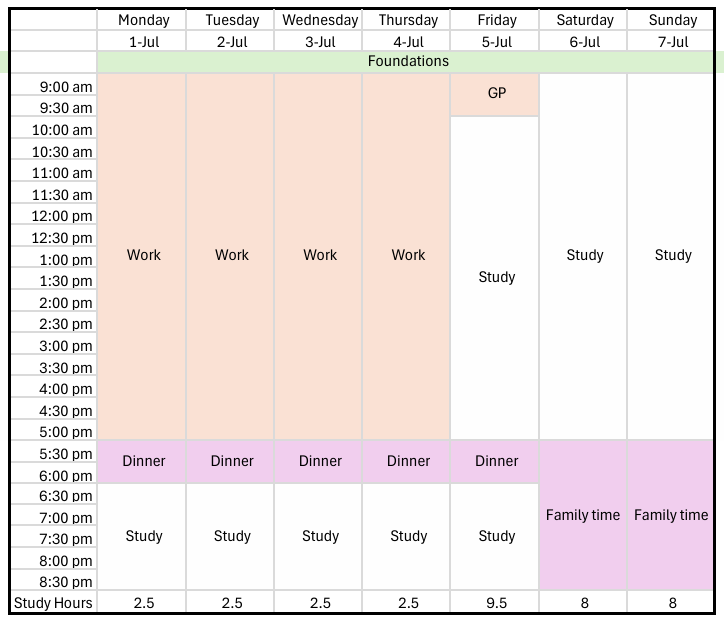 Monday Tuesday Wednesday Thursday Friday Saturday Sunday
1-Jul 2-Jul 3-Jul 4-Jul 5-Jul 6-Jul 7-Jul
Foundations
9:00 am GP
9:30 am
10:00 am
10:30 am
11:00 am
11:30 am
12:00 pm
12:30 pm
1:00 pm Work Work Work Work Study Study
1:30 pm Study
2:00 pm
2:30 pm
3:00 pm
3:30 pm
4:00 pm
4:30 pm
5:00 pm
5:30 pm Dinner Dinner Dinner Dinner Dinner
6:00 pm
6:30 pm
7:00 pm Family time Family time
7:30 pm Study Study Study Study Study
8:00 pm
8:30 pm
Study Hours 2.5 2.5 2.5 2.5 9.5 8 8